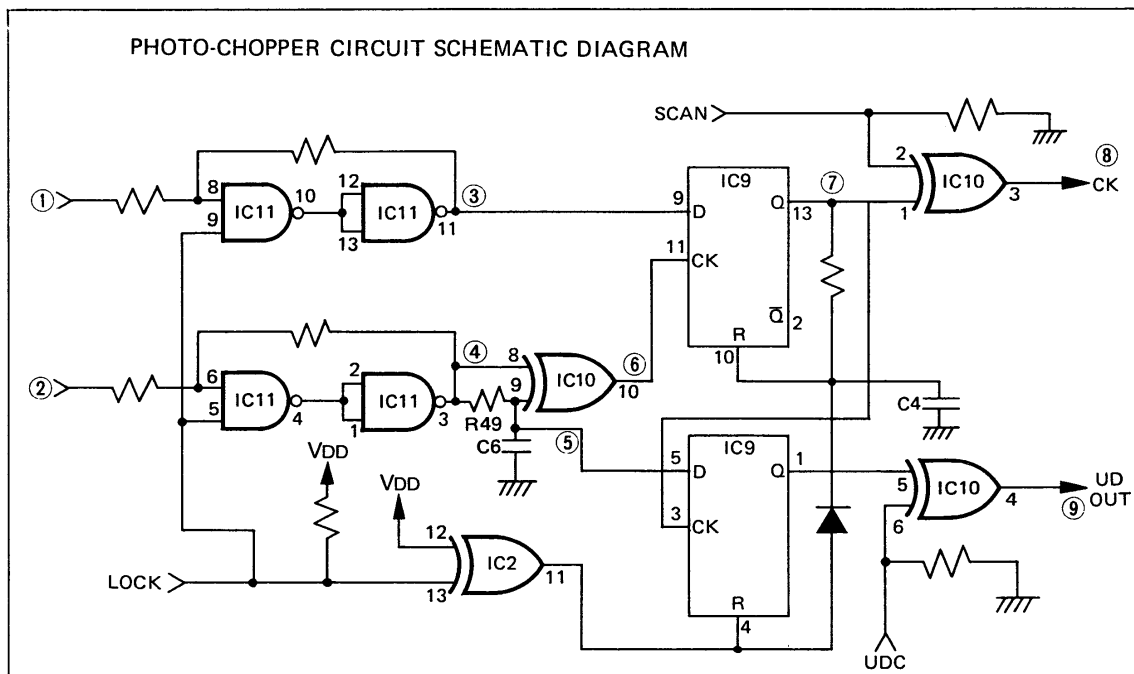 PHOTO-CHOPPER CIRCUIT SCHEMATIC DIAGRAM
SCAN
2
IC10
3
1
⑧
CK
①
8
9
IC11
10
12
13
IC11
11
③
IC9
9
D
Q
13
⑦
11
CK
Q̅
2
R
10
②
6
5
IC11
4
2
1
IC11
3
④
R49
8
9
IC10
10
⑥
C6
⑤
C4
IC9
5
D
Q
1
3
CK
R
4
5
6
IC10
4
⑨
UD
OUT
VDD
VDD
LOCK
12
13
IC2
11
UDC